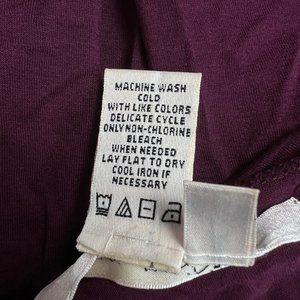 MACHINE WASH
COLD
WITH LIKE COLORS
DELICATE CYCLE
ONLY NON-CHLORINE
BLEACH
WHEN NEEDED
LAY FLAT TO DRY
COOL IRON IF
NECESSARY